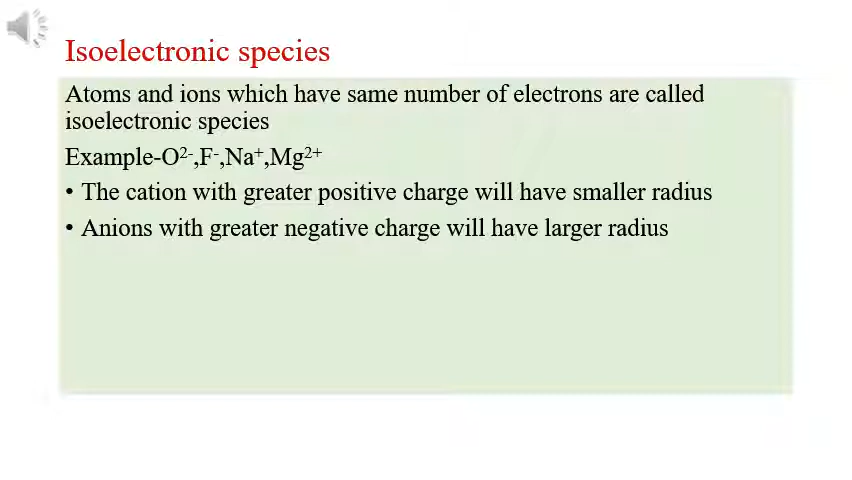 Isoelectronic species
Atoms and ions which have same number of electrons are called
isoelectronic species
Example-O²⁻,F⁻,Na⁺,Mg²⁺
• The cation with greater positive charge will have smaller radius
• Anions with greater negative charge will have larger radius